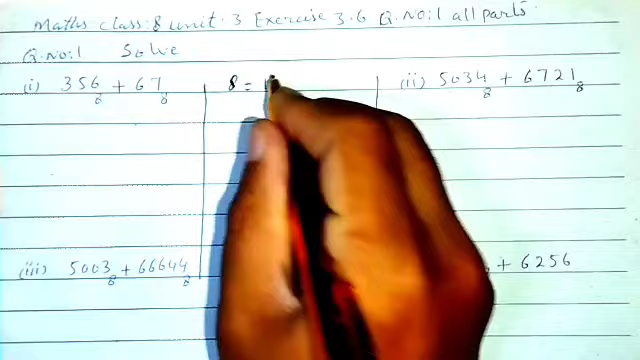 Maths class:8 unit.3 Exercise 3.6 Q.NO:1 all parts
Q.NO:1 Solve
(i) 356₈ + 67₈
8 =
(ii) 5034₈ + 6721₈
(iii) 5003₈ + 66644₈
+ 6256